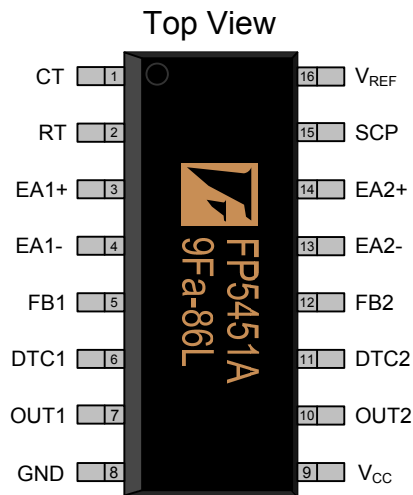 Top View
CT 1 16 VREF
RT 2 15 SCP
EA1+ 3 14 EA2+
EA1- 4 13 EA2-
FB1 5 12 FB2
DTC1 6 11 DTC2
OUT1 7 10 OUT2
GND 8 9 VCC
FP5451A
9Fa-86L